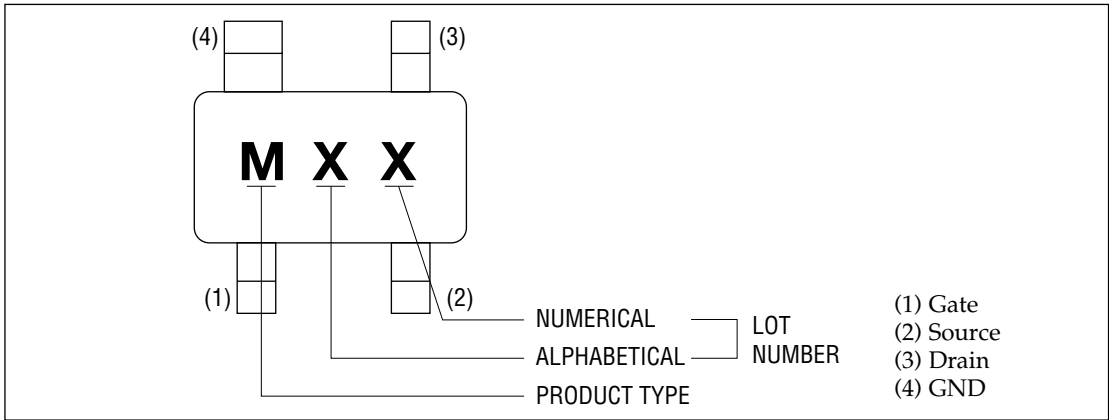 (4)
(3)
M X X
(1)
(2)
NUMERICAL
ALPHABETICAL
PRODUCT TYPE
LOT
NUMBER
(1) Gate
(2) Source
(3) Drain
(4) GND